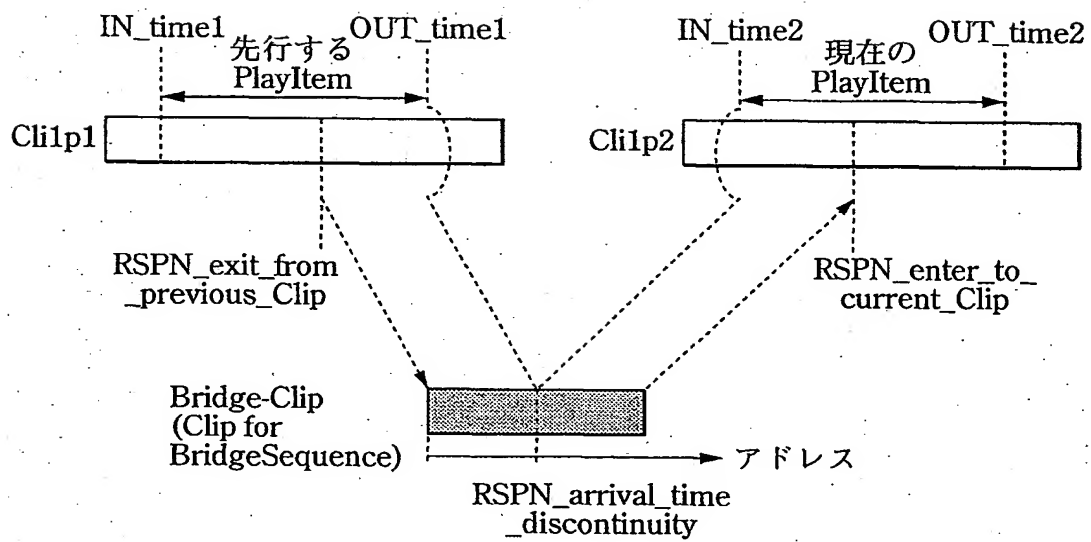 IN_time1
OUT_time1
先行する
PlayItem
IN_time2
OUT_time2
現在の
PlayItem
Cli1p1
Cli1p2
RSPN_exit_from
_previous_Clip
RSPN_enter_to_
current_Clip
Bridge-Clip
(Clip for
BridgeSequence)
アドレス
RSPN_arrival_time
_discontinuity